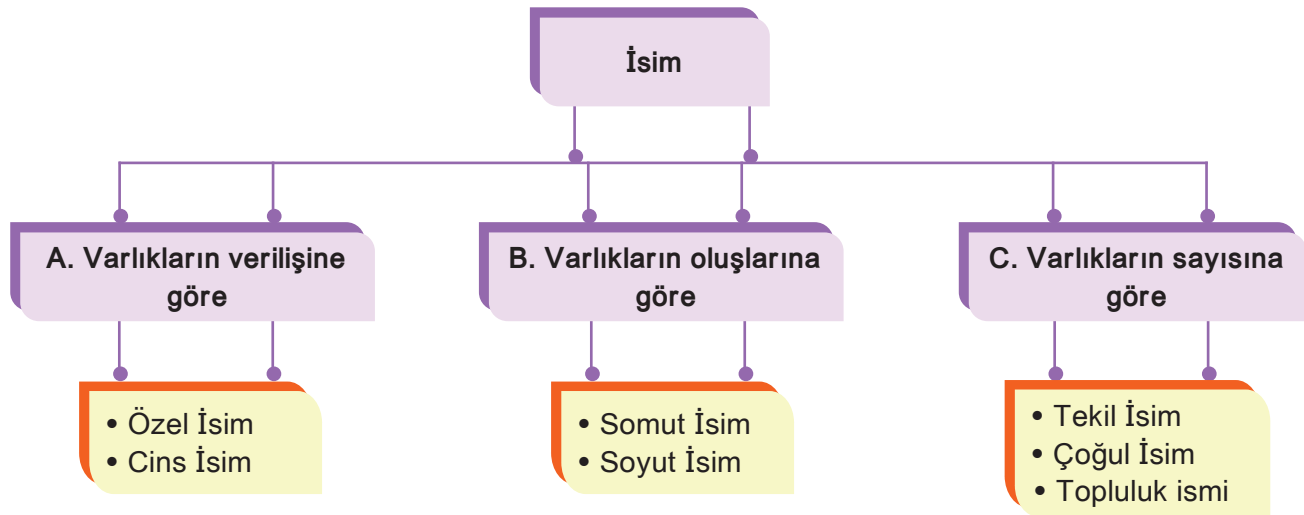 İsim
A. Varlıkların verilişine
göre
B. Varlıkların oluşlarına
göre
C. Varlıkların sayısına
göre
• Özel İsim
• Cins İsim
• Somut İsim
• Soyut İsim
• Tekil İsim
• Çoğul İsim
• Topluluk ismi